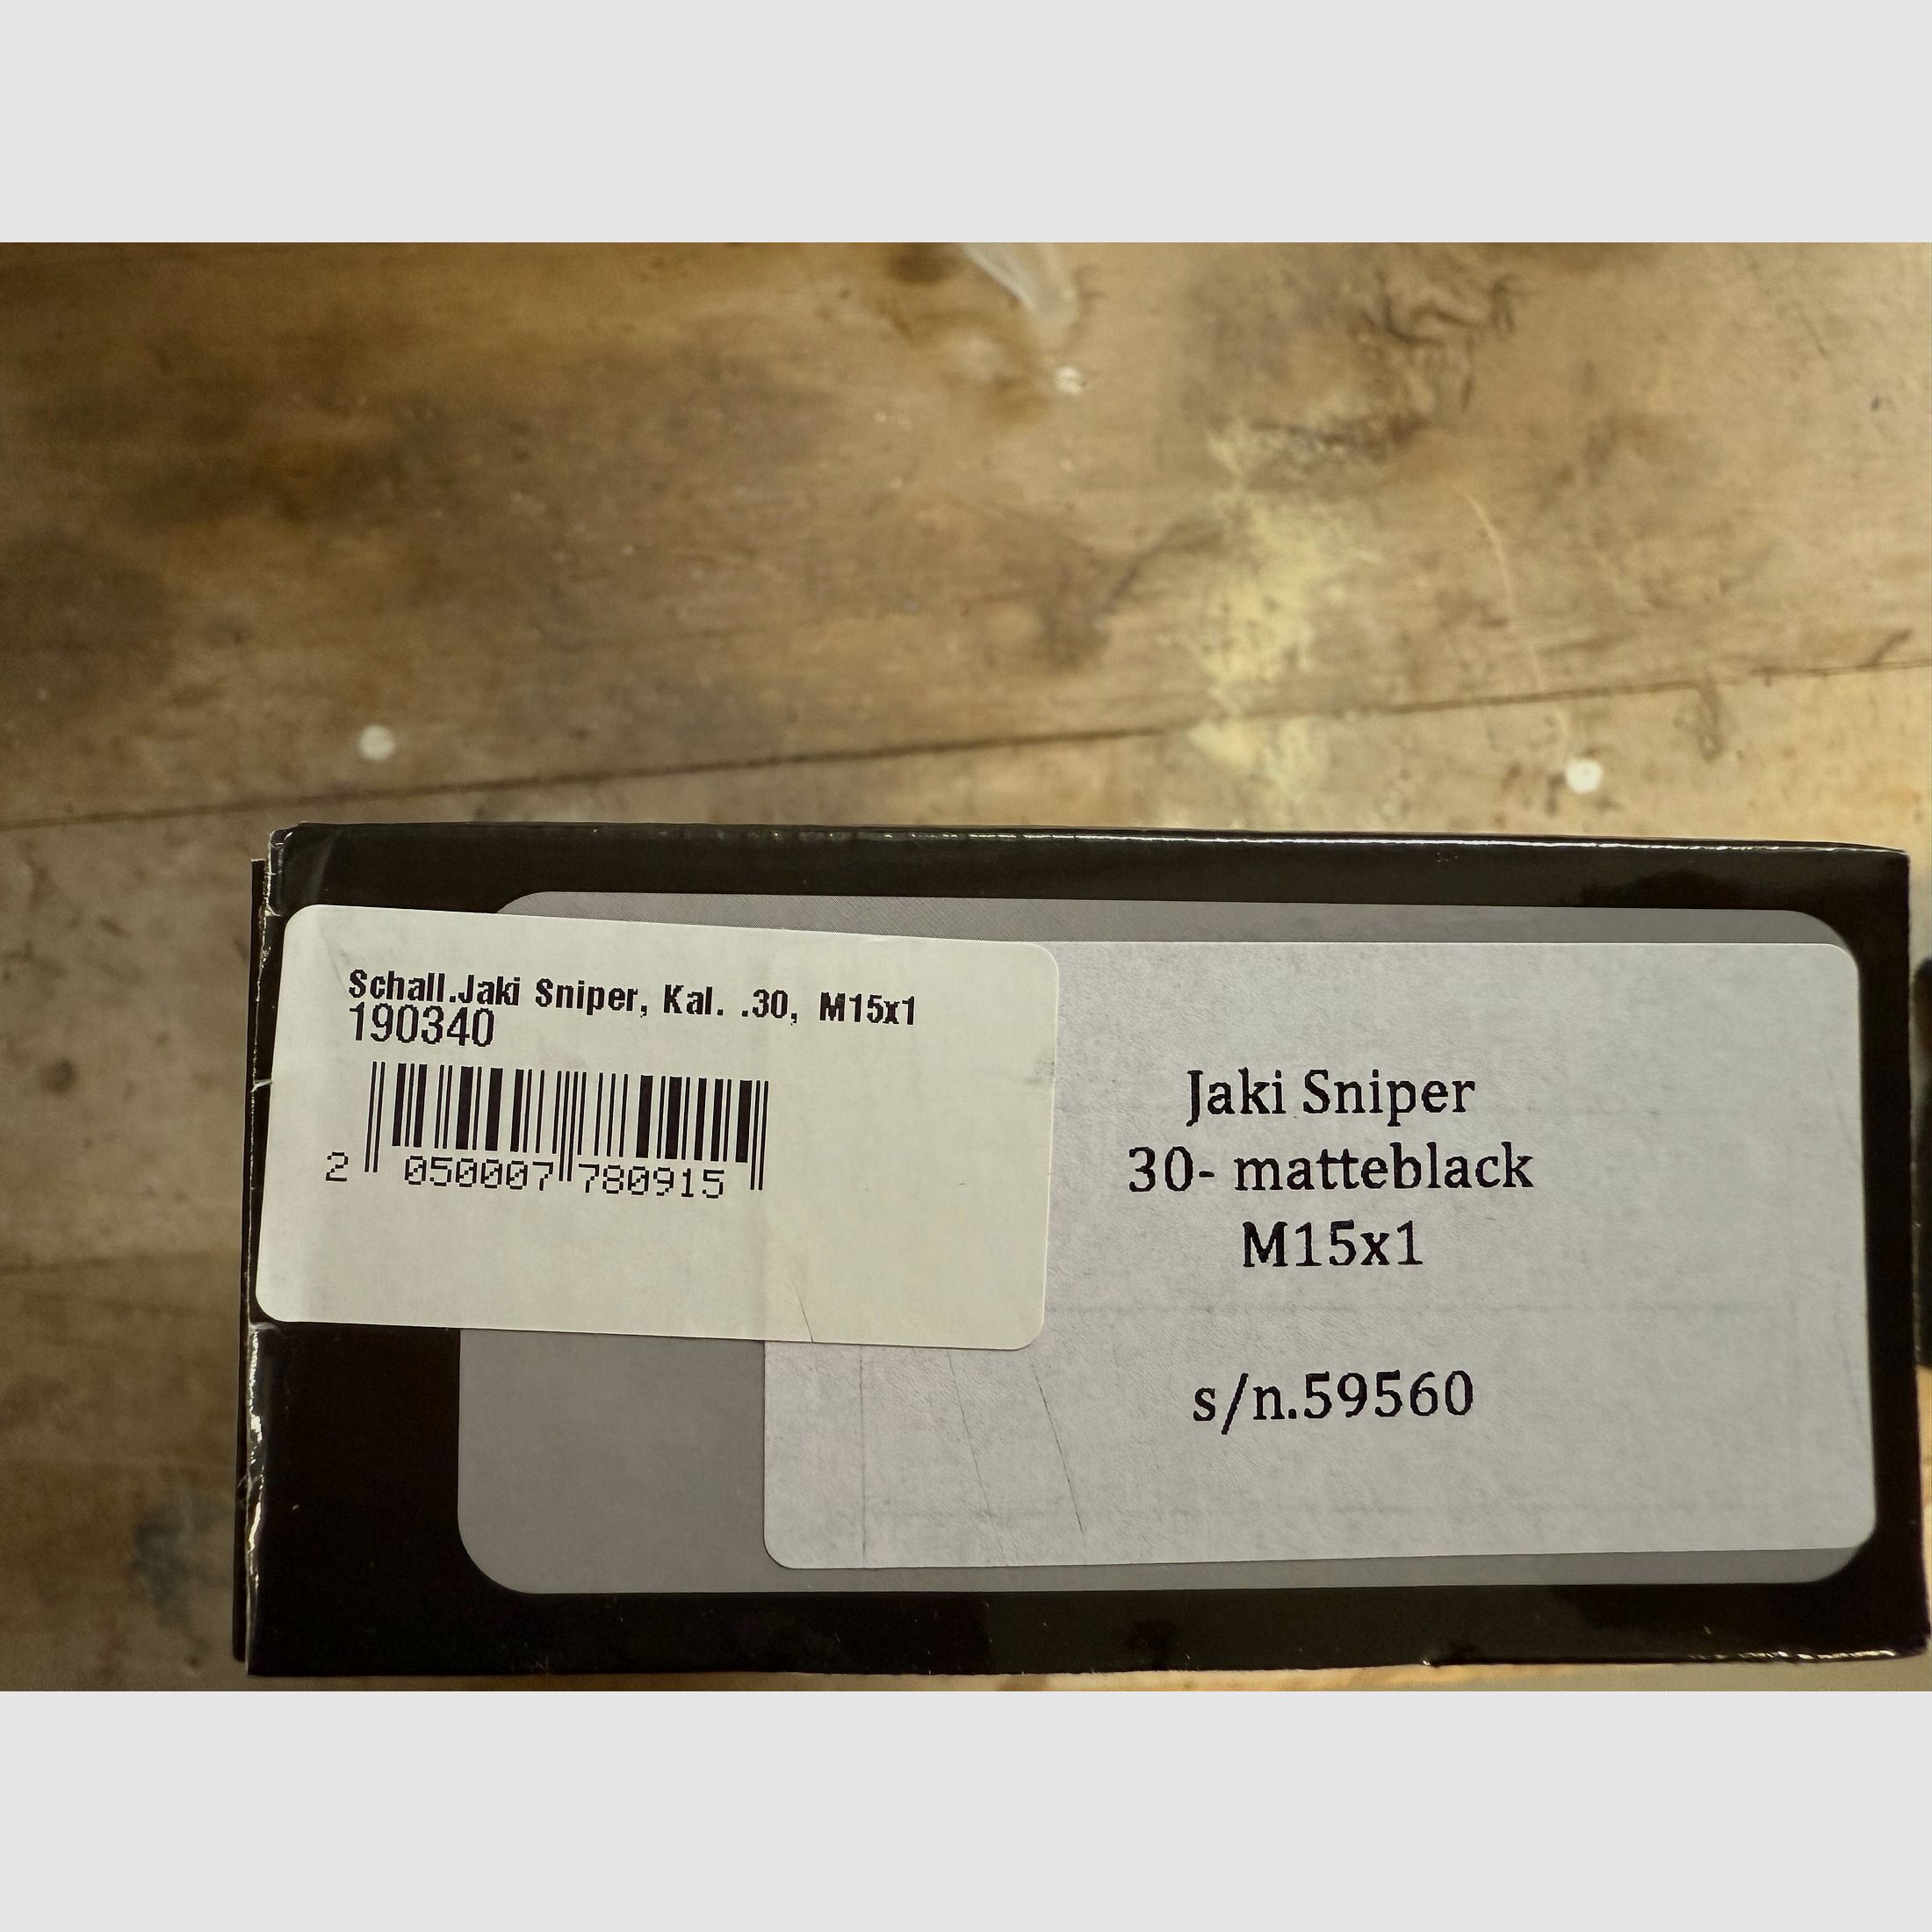 Schall.Jaki Sniper, Kal. .30, M15x1
190340
2 050007 780915
Jaki Sniper
30- matteblack
M15x1
s/n.59560